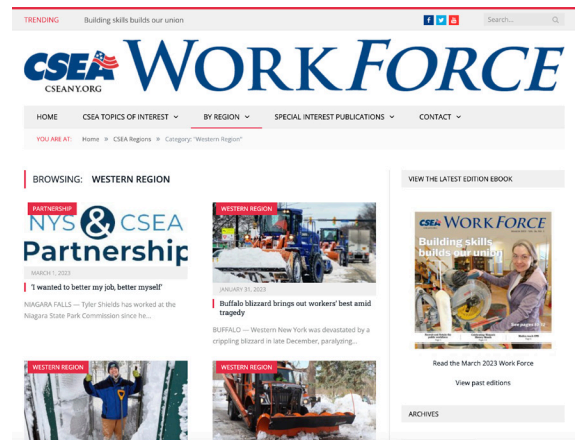 TRENDING Building skills builds our union
Search...
CSEA WORKFORCE
CSEANY.ORG
HOME CSEA TOPICS OF INTEREST BY REGION SPECIAL INTEREST PUBLICATIONS CONTACT
YOU ARE AT: Home » CSEA Regions » Category: "Western Region"
BROWSING: WESTERN REGION
PARTNERSHIP
NYS & CSEA
Partnership
MARCH 1, 2023
'I wanted to better my job, better myself'
NIAGARA FALLS — Tyler Shields has worked at the
Niagara State Park Commission since he...
WESTERN REGION
JANUARY 31, 2023
Buffalo blizzard brings out workers' best amid
tragedy
BUFFALO — Western New York was devastated by a
crippling blizzard in late December, paralyzing...
WESTERN REGION
WESTERN REGION
VIEW THE LATEST EDITION EBOOK
CSEA WORK FORCE
Building skills
builds our union
Read the March 2023 Work Force
View past editions
ARCHIVES